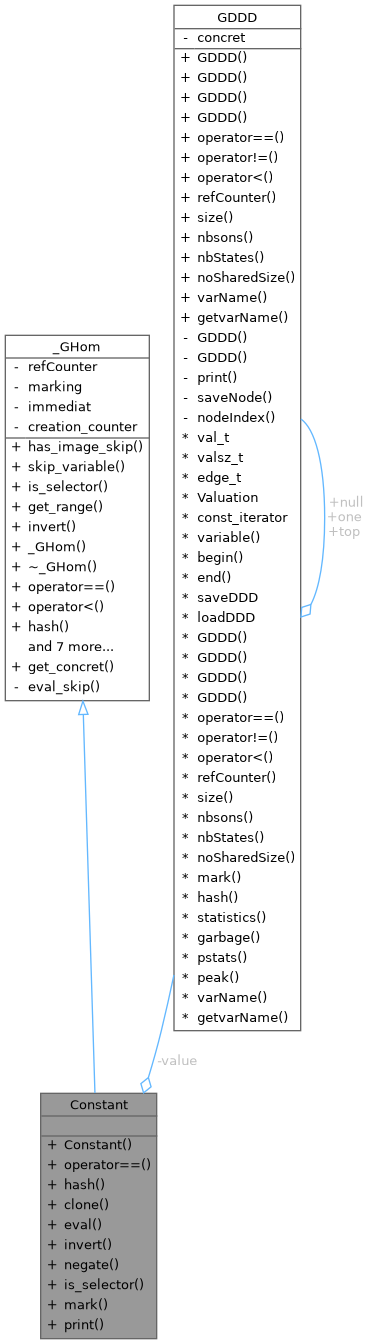 GDDD
- concret
+ GDDD()
+ GDDD()
+ GDDD()
+ GDDD()
+ operator==()
+ operator!=()
+ operator<()
+ refCounter()
+ size()
+ nbsons()
+ nbStates()
+ noSharedSize()
+ varName()
+ getvarName()
- GDDD()
- GDDD()
- print()
- saveNode()
- nodeIndex()
* val_t
* valsz_t
* edge_t
* Valuation
* const_iterator
* variable()
* begin()
* end()
* saveDDD
* loadDDD
* GDDD()
* GDDD()
* GDDD()
* GDDD()
* operator==()
* operator!=()
* operator<()
* refCounter()
* size()
* nbsons()
* nbStates()
* noSharedSize()
* mark()
* hash()
* statistics()
* garbage()
* pstats()
* peak()
* varName()
* getvarName()
+null
+one
+top
_GHom
- refCounter
- marking
- immediat
- creation_counter
+ has_image_skip()
+ skip_variable()
+ is_selector()
+ get_range()
+ invert()
+ _GHom()
+ ~_GHom()
+ operator==()
+ operator<()
+ hash()
and 7 more...
+ get_concret()
- eval_skip()
-value
Constant
+ Constant()
+ operator==()
+ hash()
+ clone()
+ eval()
+ invert()
+ negate()
+ is_selector()
+ mark()
+ print()